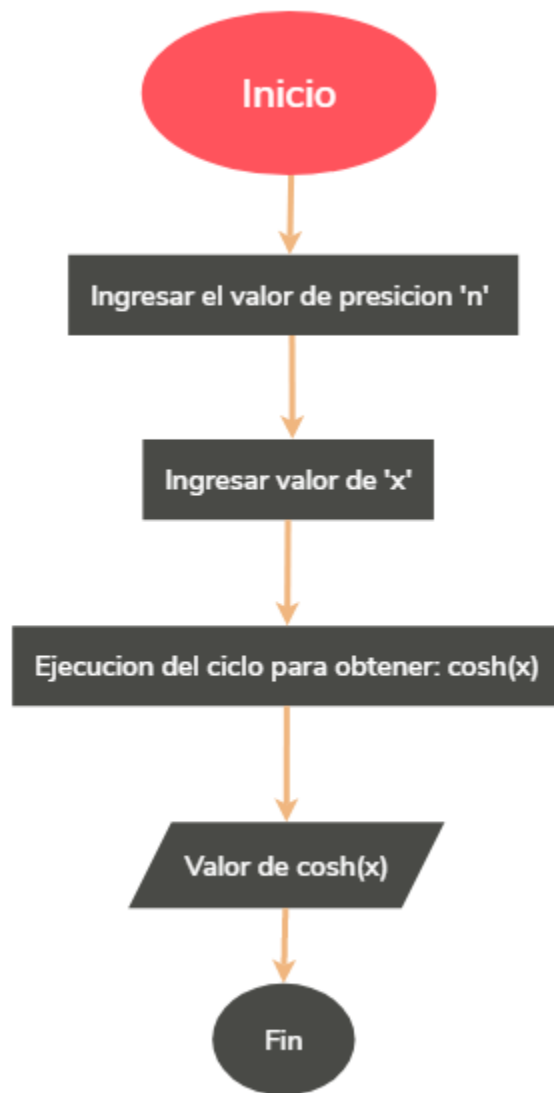 Inicio
Ingresar el valor de presicion 'n'
Ingresar valor de 'x'
Ejecucion del ciclo para obtener: cosh(x)
Valor de cosh(x)
Fin